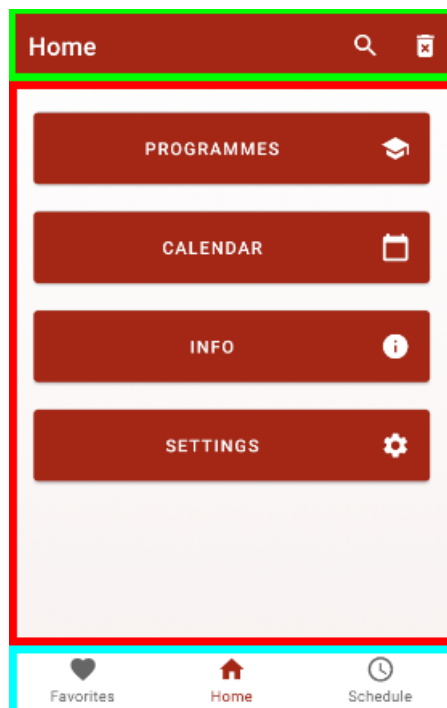 Home
PROGRAMMES
CALENDAR
INFO
SETTINGS
Favorites Home Schedule